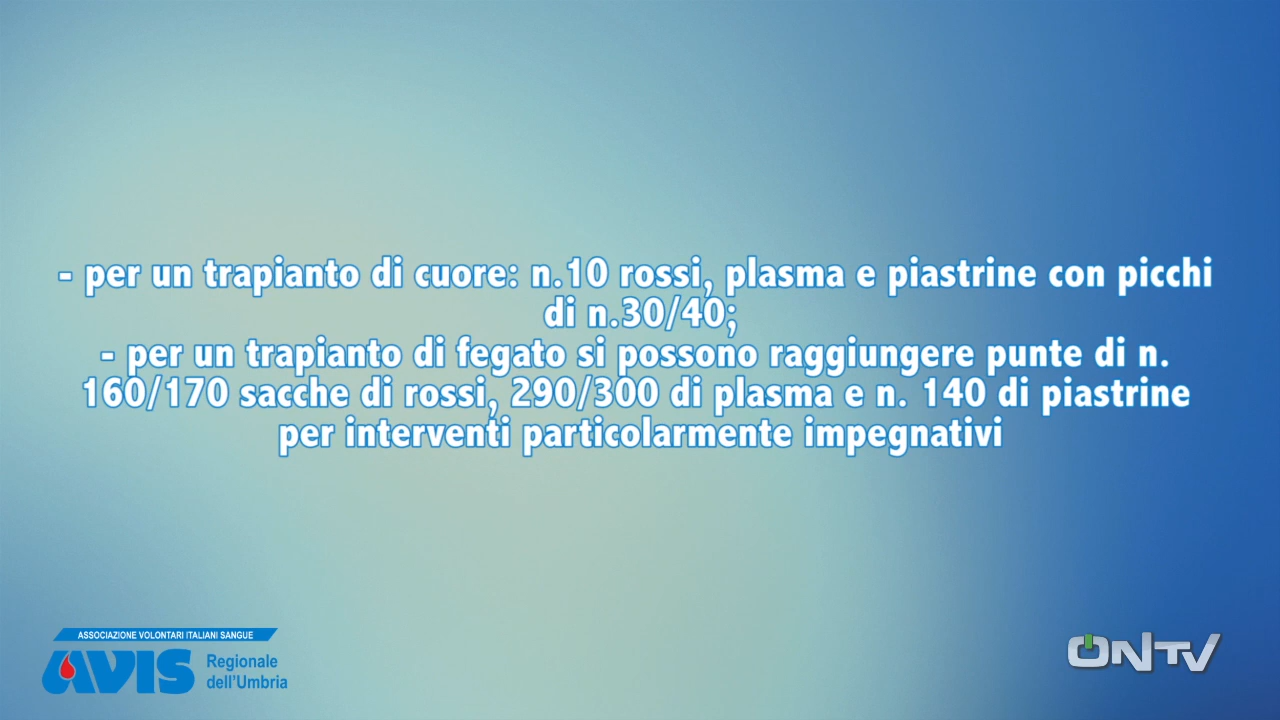 - per un trapianto di cuore: n.10 rossi, plasma e piastrine con picchi
di n.30/40;
- per un trapianto di fegato si possono raggiungere punte di n.
160/170 sacche di rossi, 290/300 di plasma e n. 140 di piastrine
per interventi particolarmente impegnativi
ASSOCIAZIONE VOLONTARI ITALIANI SANGUE
AVIS
Regionale
dell'Umbria
ONTV